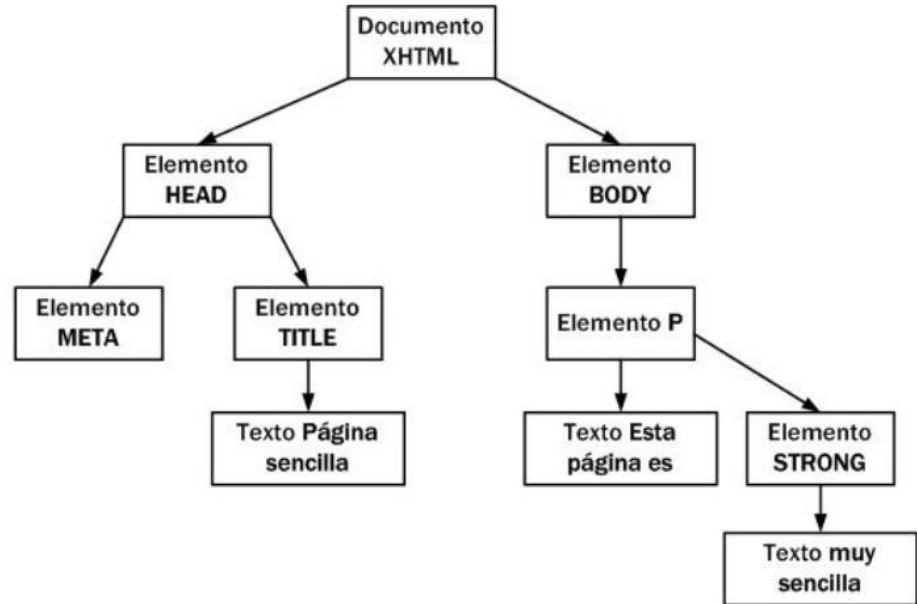 Documento
XHTML
Elemento
HEAD
Elemento
BODY
Elemento
META
Elemento
TITLE
Elemento P
Texto Página
sencilla
Texto Esta
página es
Elemento
STRONG
Texto muy
sencilla